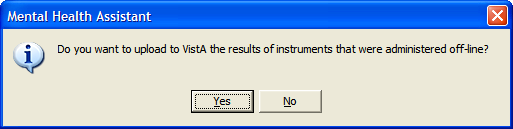 Mental Health Assistant
Do you want to upload to VistA the results of instruments that were administered off-line?
Yes No